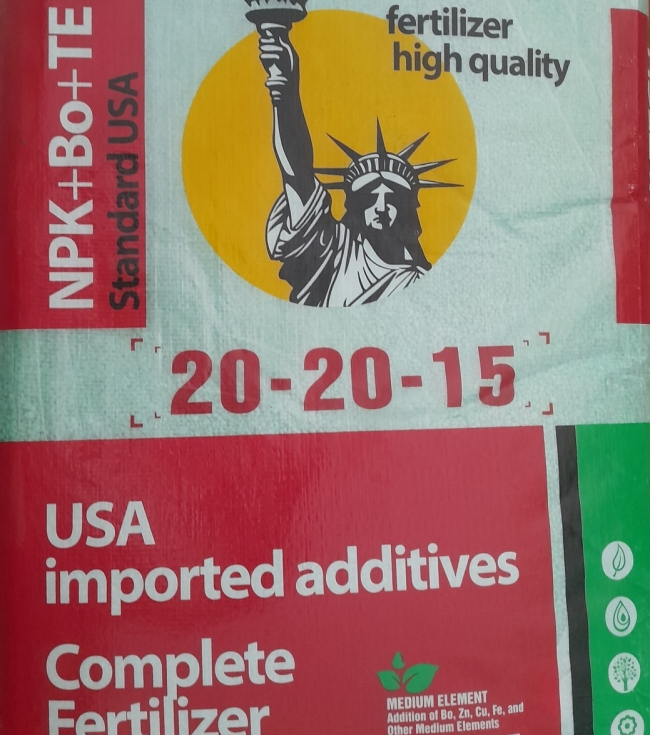 fertilizer
high quality
NPK+Bo+TE
Standard USA
20-20-15
USA
imported additives
Complete
Fertilizer
MEDIUM ELEMENT
Addition of Bo, Zn, Cu, Fe, and
Other Medium Elements